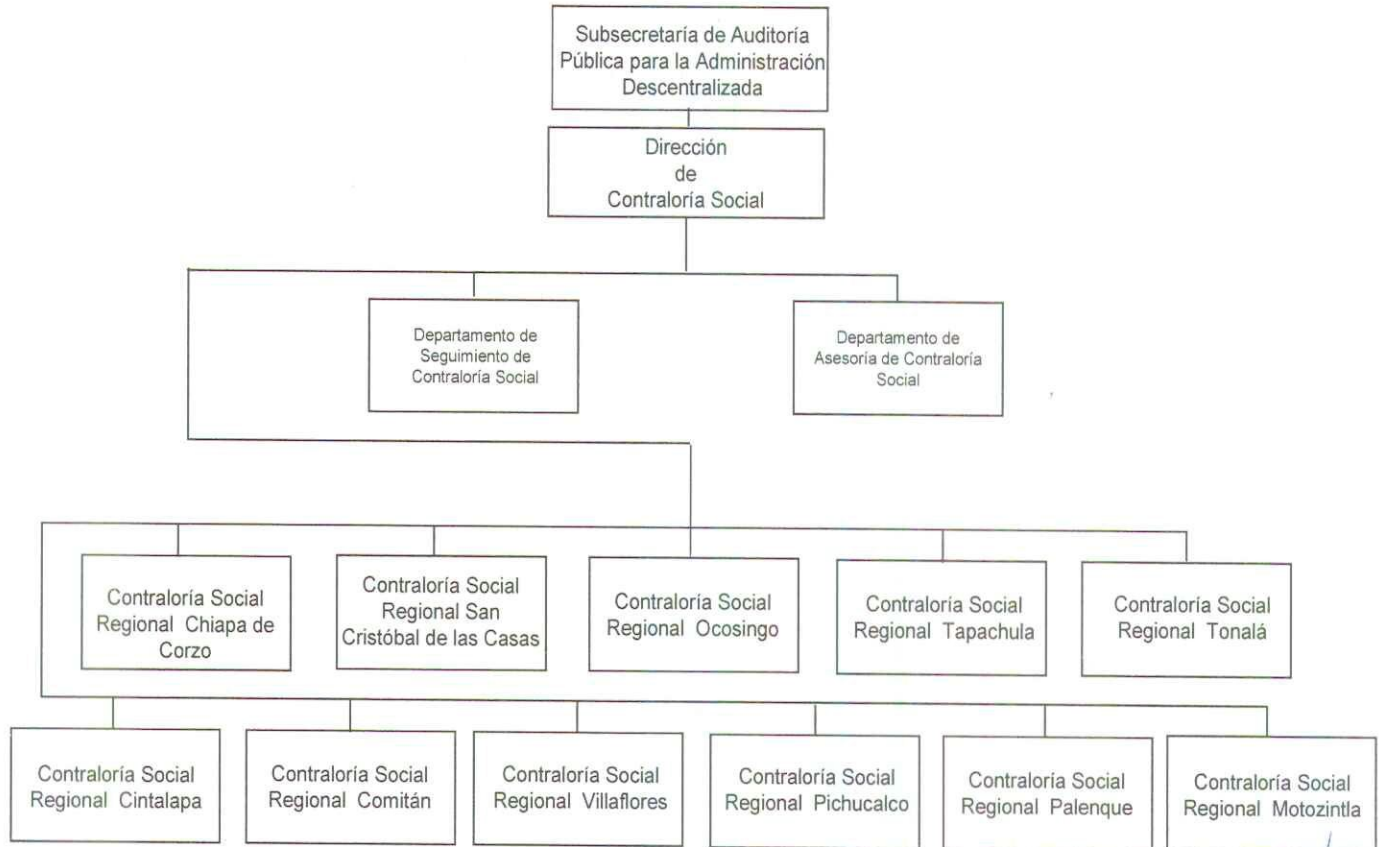 Subsecretaría de Auditoría
Pública para la Administración
Descentralizada
Dirección
de
Contraloría Social
Departamento de
Seguimiento de
Contraloría Social
Departamento de
Asesoría de Contraloría
Social
Contraloría Social
Regional Chiapa de
Corzo
Contraloría Social
Regional San
Cristóbal de las Casas
Contraloría Social
Regional Ocosingo
Contraloría Social
Regional Tapachula
Contraloría Social
Regional Tonalá
Contraloría Social
Regional Cintalapa
Contraloría Social
Regional Comitán
Contraloría Social
Regional Villaflores
Contraloría Social
Regional Pichucalco
Contraloría Social
Regional Palenque
Contraloría Social
Regional Motozintla